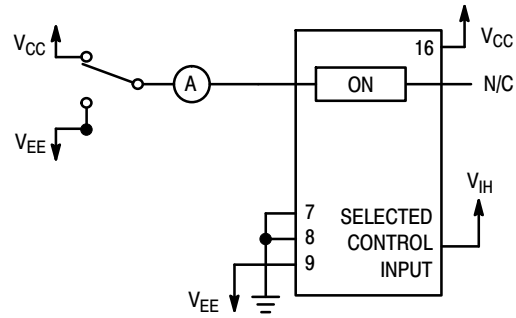 VCC
16
VCC
A
ON
N/C
VEE
VIH
7
SELECTED
8
CONTROL
9
INPUT
VEE